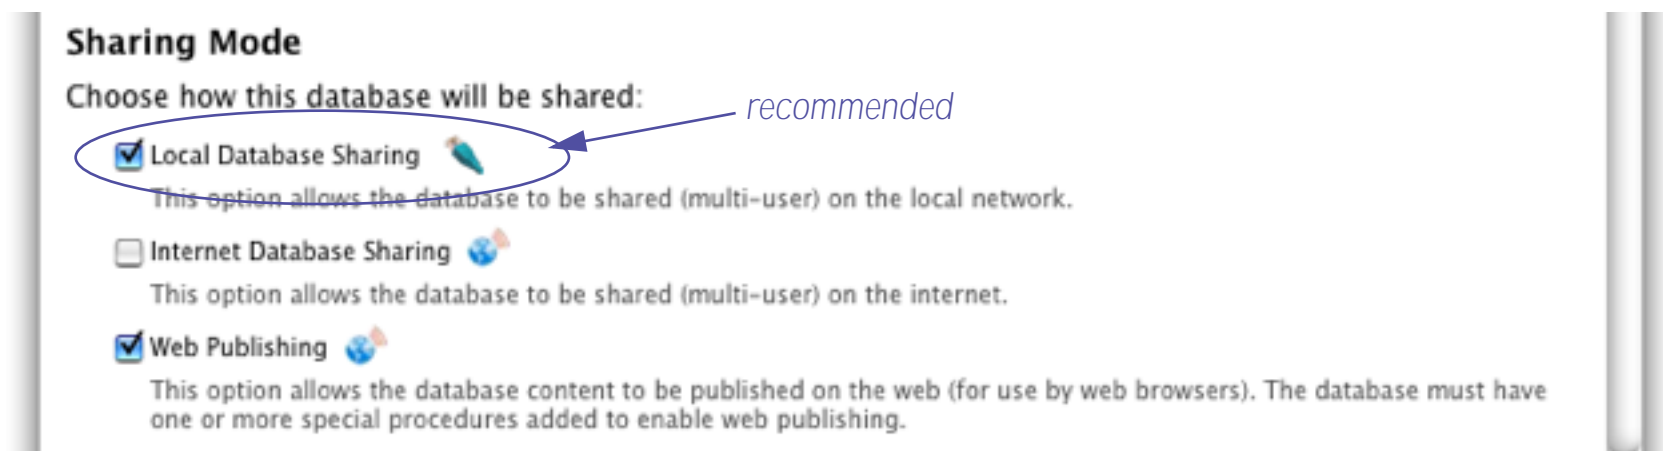 Sharing Mode
Choose how this database will be shared:
recommended
Local Database Sharing
This option allows the database to be shared (multi-user) on the local network.
Internet Database Sharing
This option allows the database to be shared (multi-user) on the internet.
Web Publishing
This option allows the database content to be published on the web (for use by web browsers). The database must have
one or more special procedures added to enable web publishing.